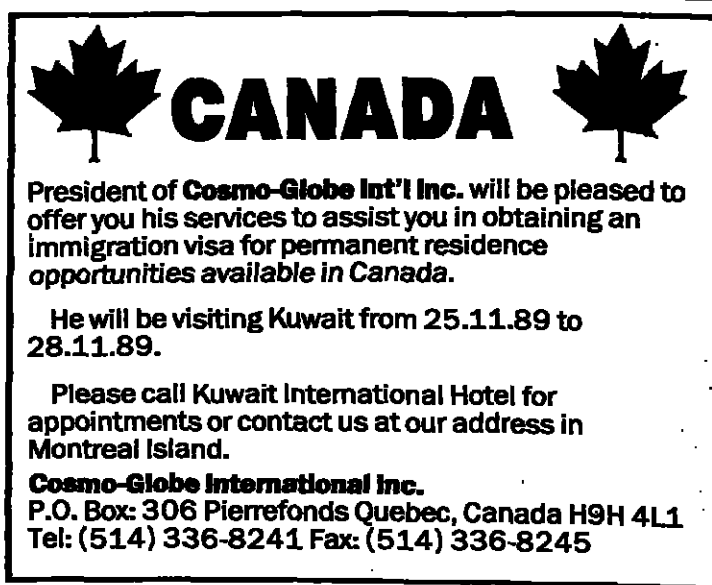 CANADA
President of Cosmo-Globe Int'l Inc. will be pleased to
offer you his services to assist you in obtaining an
immigration visa for permanent residence
opportunities available in Canada.
He will be visiting Kuwait from 25.11.89 to
28.11.89.
Please call Kuwait International Hotel for
appointments or contact us at our address in
Montreal Island.
Cosmo-Globe International Inc.
P.O. Box: 306 Pierrefonds Quebec, Canada H9H 4L1
Tel: (514) 336-8241 Fax: (514) 336-8245